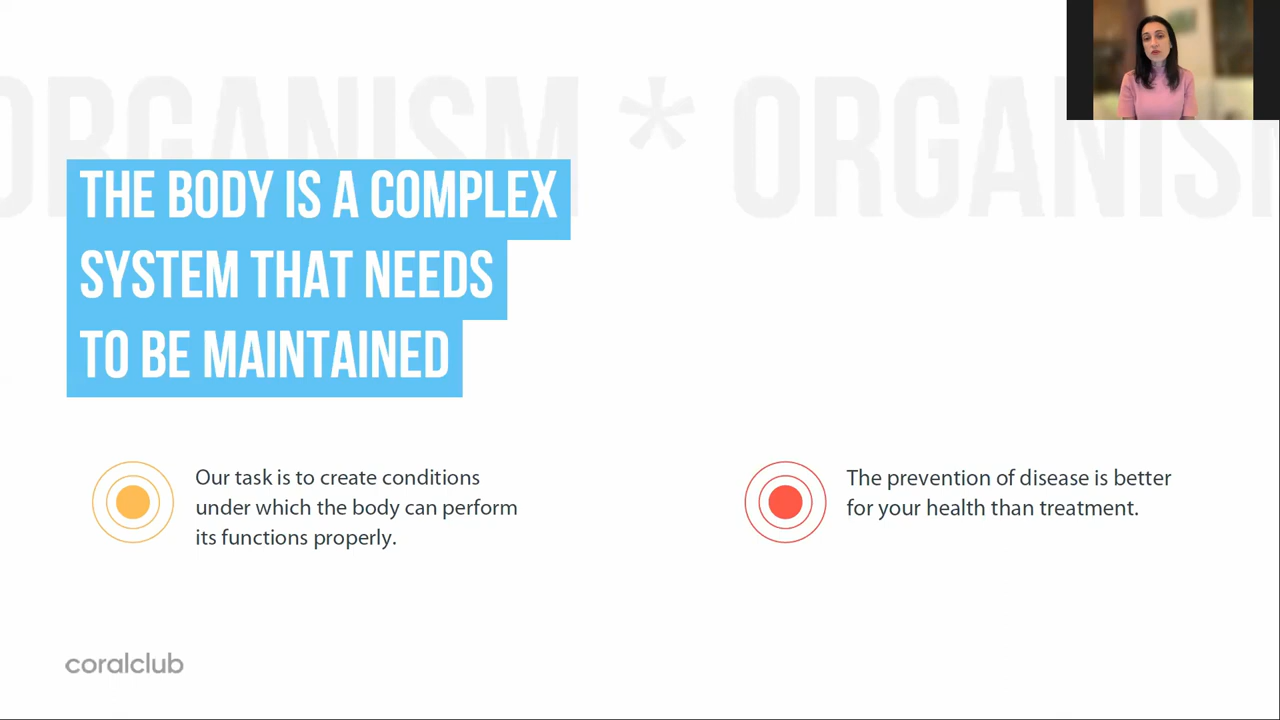 ORGANISM * ORGANISM
THE BODY IS A COMPLEX
SYSTEM THAT NEEDS
TO BE MAINTAINED
Our task is to create conditions
under which the body can perform
its functions properly.
The prevention of disease is better
for your health than treatment.
coralclub